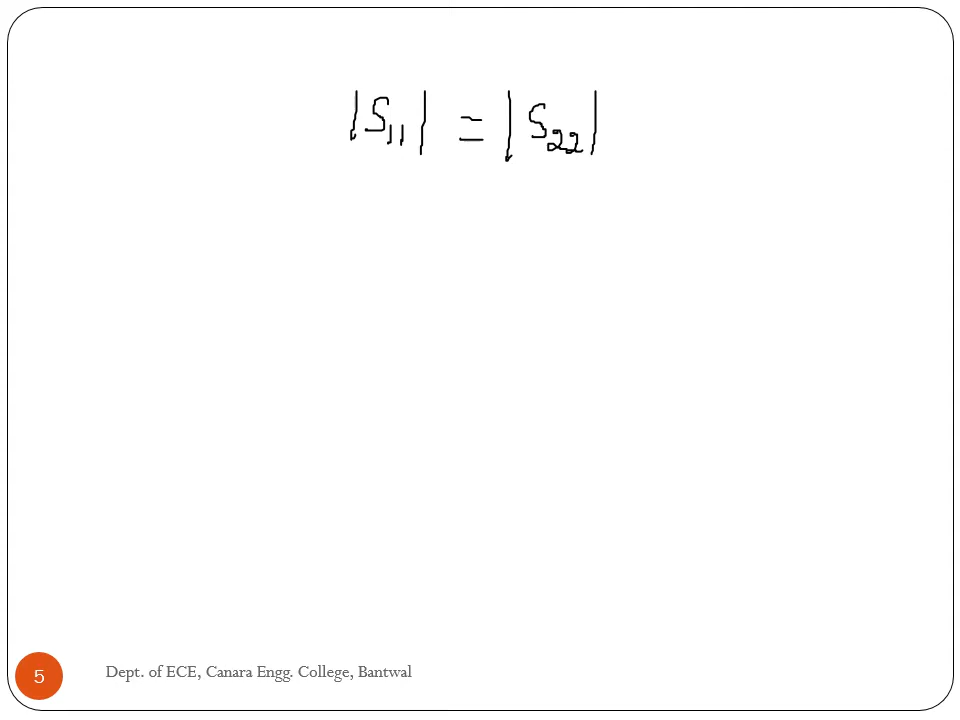 |S₁₁| = |S₂₂|
5
Dept. of ECE, Canara Engg. College, Bantwal